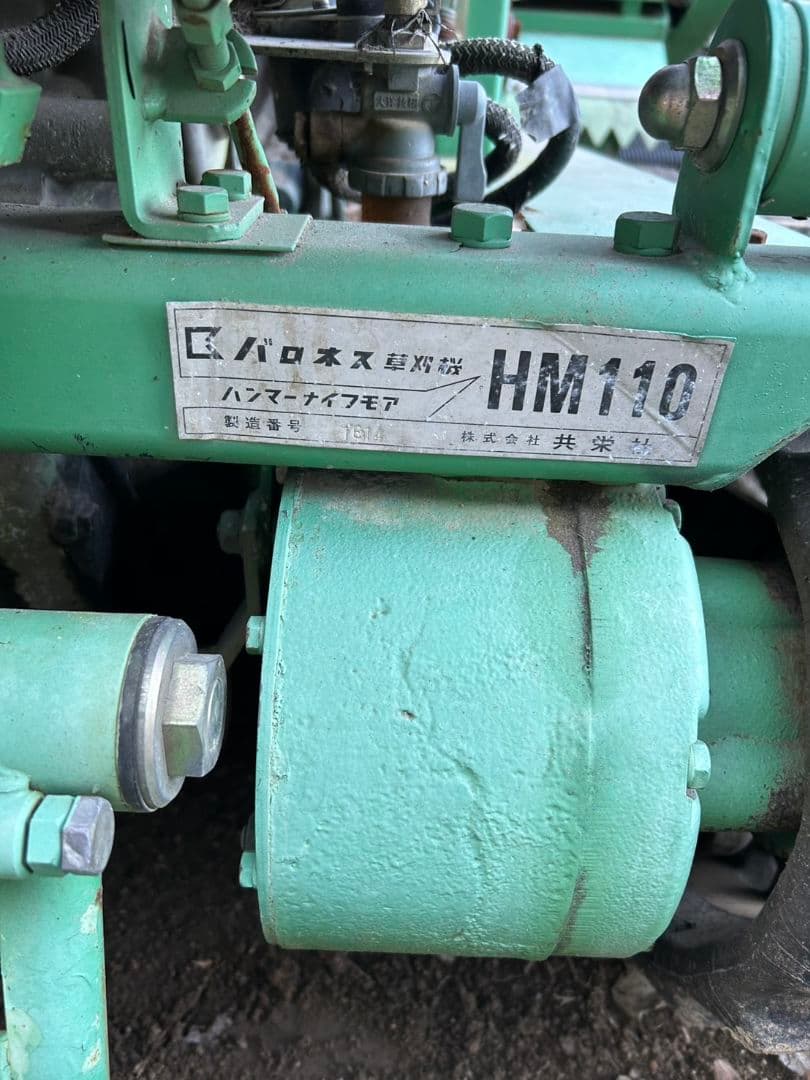 バロネス 草刈機 HM110
ハンマーナイフモア
製造番号 1614 株式会社 共栄社